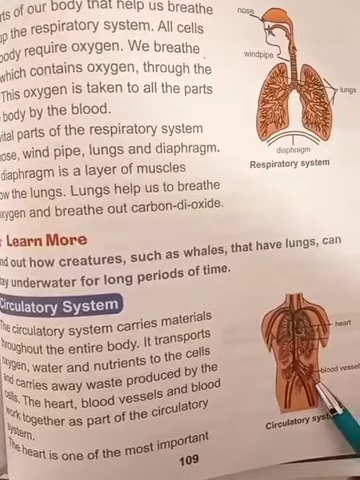 rts of our body that help us breathe
up the respiratory system. All cells
body require oxygen. We breathe
which contains oxygen, through the
This oxygen is taken to all the parts
body by the blood.
vital parts of the respiratory system
nose, wind pipe, lungs and diaphragm.
diaphragm is a layer of muscles
ow the lungs. Lungs help us to breathe
oxygen and breathe out carbon-di-oxide.
nose
windpipe
lungs
diaphragm
Respiratory system
Learn More
nd out how creatures, such as whales, that have lungs, can
ay underwater for long periods of time.
Circulatory System
The circulatory system carries materials
throughout the entire body. It transports
oxygen, water and nutrients to the cells
and carries away waste produced by the
cells. The heart, blood vessels and blood
work together as part of the circulatory
system.
The heart is one of the most important
heart
blood vessel
Circulatory syst
109